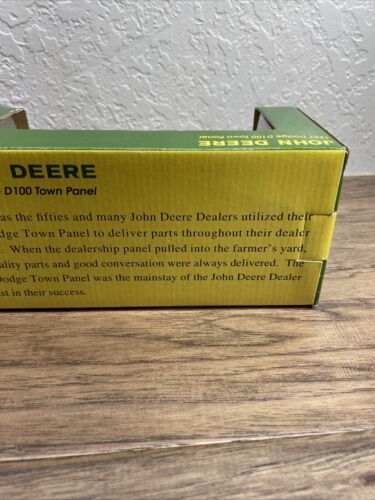 JOHN DEERE
1957 Dodge D100 Town Panel
DEERE
D100 Town Panel
as the fifties and many John Deere Dealers utilized their
dge Town Panel to deliver parts throughout their dealer
. When the dealership panel pulled into the farmer's yard,
ality parts and good conversation were always delivered. The
Dodge Town Panel was the mainstay of the John Deere Dealer
st in their success.